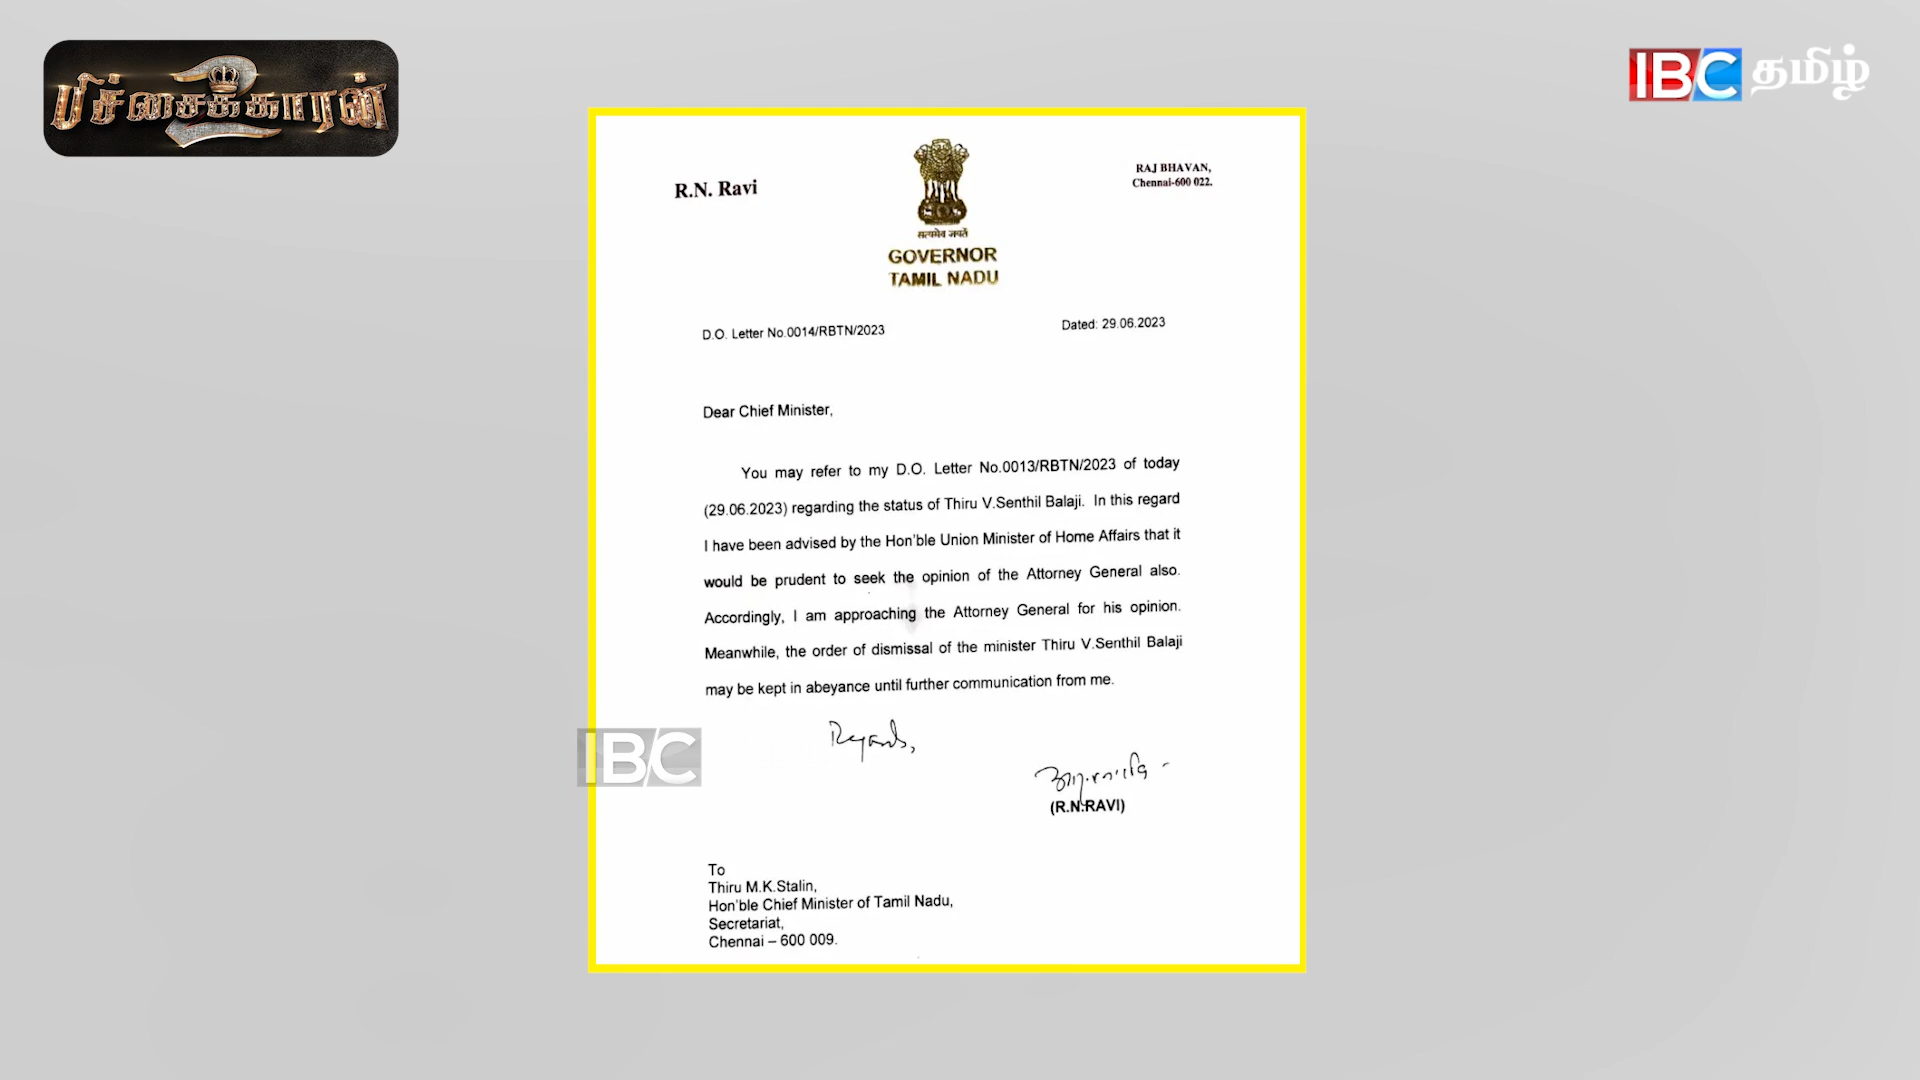 பிச்சைக்காரன்
2
IBC தமிழ்
R.N. Ravi
RAJ BHAVAN,
Chennai-600 022.
सत्यमेव जयते
GOVERNOR
TAMIL NADU
D.O. Letter No.0014/RBTN/2023
Dated: 29.06.2023
Dear Chief Minister,
You may refer to my D.O. Letter No.0013/RBTN/2023 of today
(29.06.2023) regarding the status of Thiru V.Senthil Balaji. In this regard
I have been advised by the Hon'ble Union Minister of Home Affairs that it
would be prudent to seek the opinion of the Attorney General also.
Accordingly, I am approaching the Attorney General for his opinion.
Meanwhile, the order of dismissal of the minister Thiru V.Senthil Balaji
may be kept in abeyance until further communication from me.
Regards,
IBC
(R.N.RAVI)
To
Thiru M.K.Stalin,
Hon'ble Chief Minister of Tamil Nadu,
Secretariat,
Chennai – 600 009.